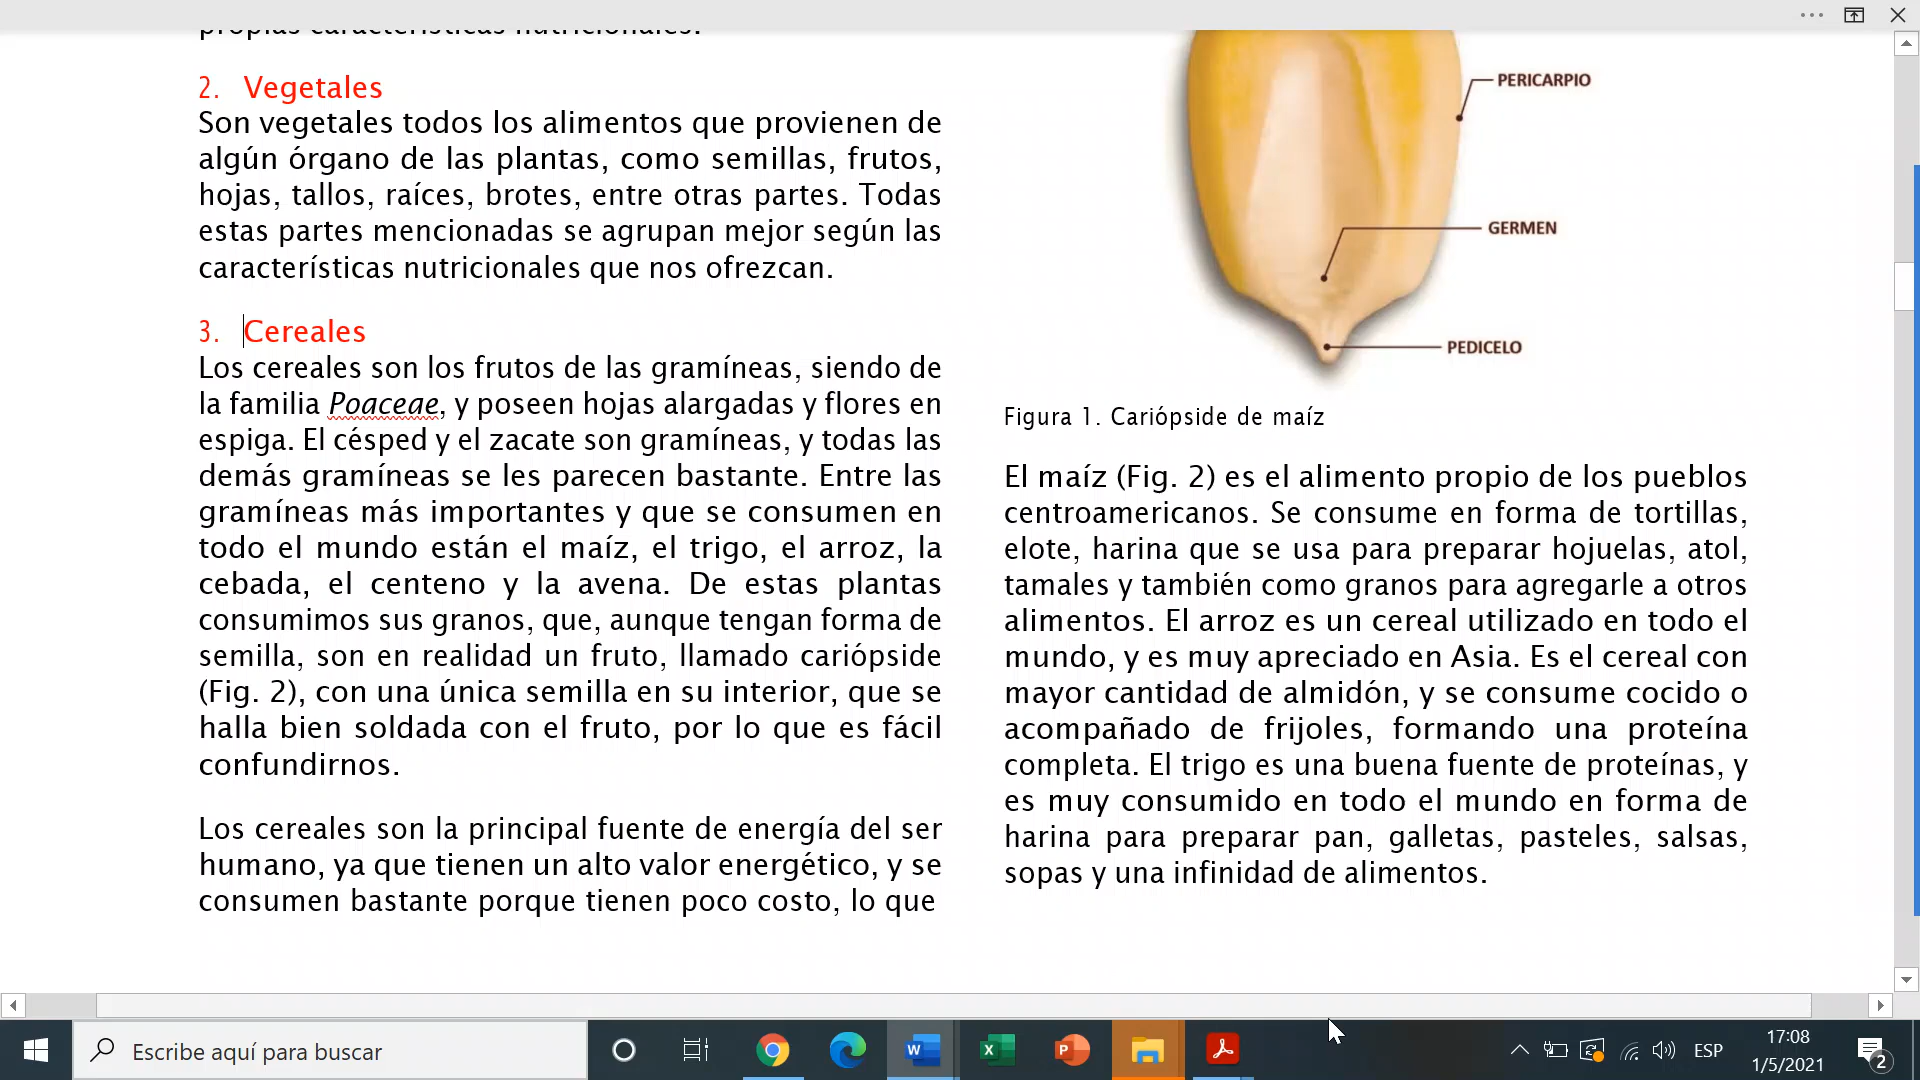 propias características nutricionales.
2. Vegetales
Son vegetales todos los alimentos que provienen de
algún órgano de las plantas, como semillas, frutos,
hojas, tallos, raíces, brotes, entre otras partes. Todas
estas partes mencionadas se agrupan mejor según las
características nutricionales que nos ofrezcan.
3. Cereales
Los cereales son los frutos de las gramíneas, siendo de
la familia Poaceae, y poseen hojas alargadas y flores en
espiga. El césped y el zacate son gramíneas, y todas las
demás gramíneas se les parecen bastante. Entre las
gramíneas más importantes y que se consumen en
todo el mundo están el maíz, el trigo, el arroz, la
cebada, el centeno y la avena. De estas plantas
consumimos sus granos, que, aunque tengan forma de
semilla, son en realidad un fruto, llamado cariópside
(Fig. 2), con una única semilla en su interior, que se
halla bien soldada con el fruto, por lo que es fácil
confundirnos.
Los cereales son la principal fuente de energía del ser
humano, ya que tienen un alto valor energético, y se
consumen bastante porque tienen poco costo, lo que
PERICARPIO
GERMEN
PEDICELO
Figura 1. Cariópside de maíz
El maíz (Fig. 2) es el alimento propio de los pueblos
centroamericanos. Se consume en forma de tortillas,
elote, harina que se usa para preparar hojuelas, atol,
tamales y también como granos para agregarle a otros
alimentos. El arroz es un cereal utilizado en todo el
mundo, y es muy apreciado en Asia. Es el cereal con
mayor cantidad de almidón, y se consume cocido o
acompañado de frijoles, formando una proteína
completa. El trigo es una buena fuente de proteínas, y
es muy consumido en todo el mundo en forma de
harina para preparar pan, galletas, pasteles, salsas,
sopas y una infinidad de alimentos.
Escribe aquí para buscar
W
X
P
ESP
17:08
1/5/2021
2